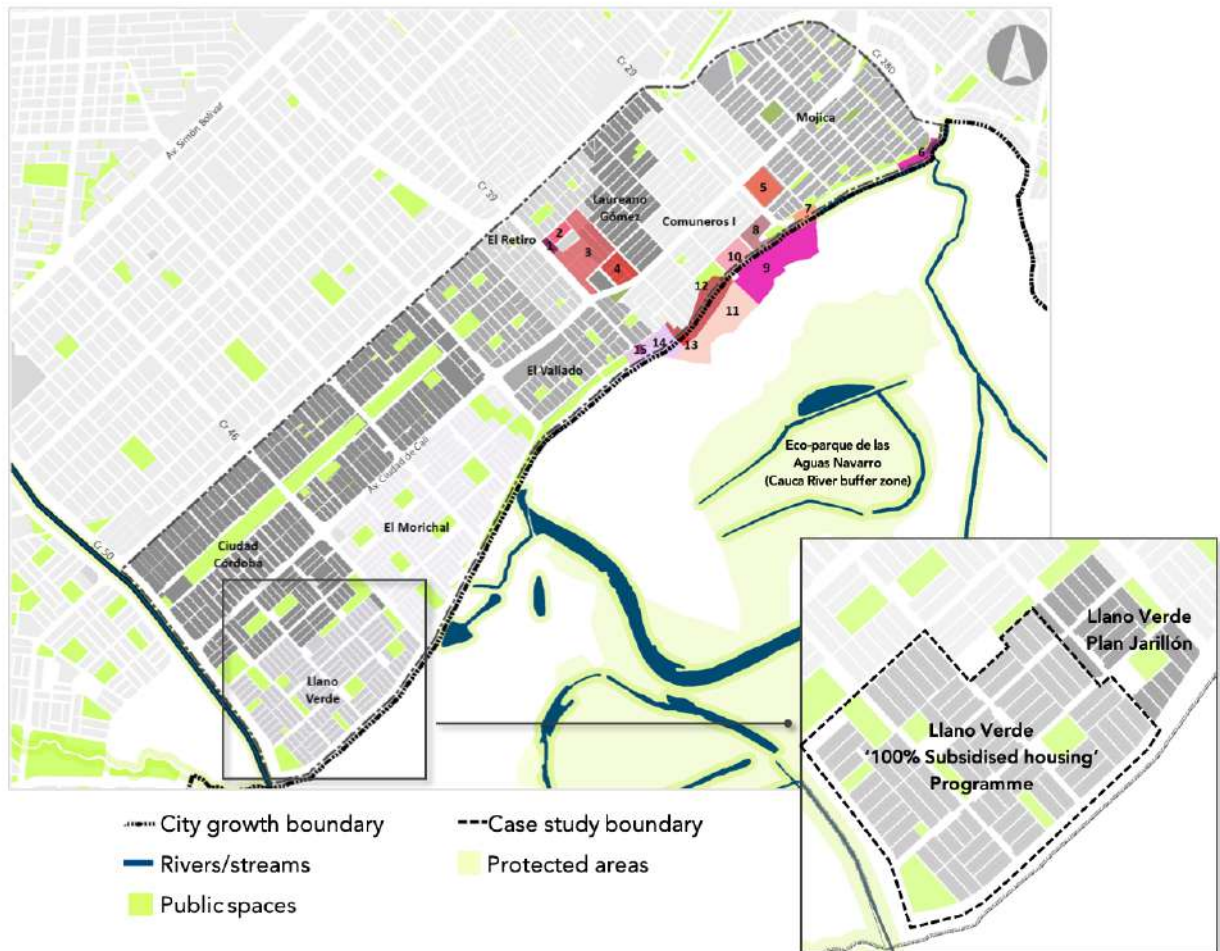 Av. Simón Bolívar
Cr 29
Cr 28D
Mojica
Cr 39
Laureano
Gómez
Comuneros I
El Retiro
1
2
3
4
5
6
7
8
9
10
11
12
13
14
15
El Vallado
Cr 46
Av. Ciudad de Cali
Eco-parque de las
Aguas Navarro
(Cauca River buffer zone)
El Morichal
Cr 50
Ciudad
Córdoba
Llano
Verde
Llano Verde
Plan Jarillón
Llano Verde
'100% Subsidised housing'
Programme
City growth boundary
Case study boundary
Rivers/streams
Protected areas
Public spaces